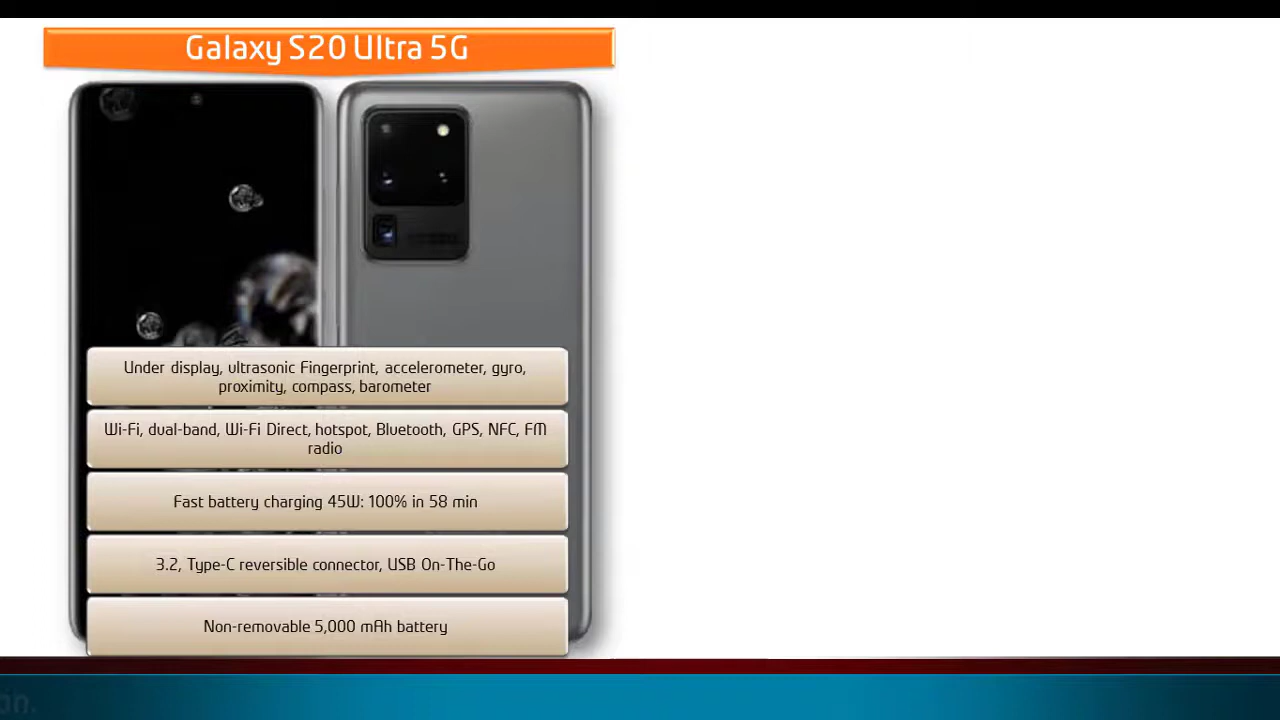 Galaxy S20 Ultra 5G
Under display, ultrasonic Fingerprint, accelerometer, gyro,
proximity, compass, barometer
Wi-Fi, dual-band, Wi-Fi Direct, hotspot, Bluetooth, GPS, NFC, FM
radio
Fast battery charging 45W: 100% in 58 min
3.2, Type-C reversible connector, USB On-The-Go
Non-removable 5,000 mAh battery